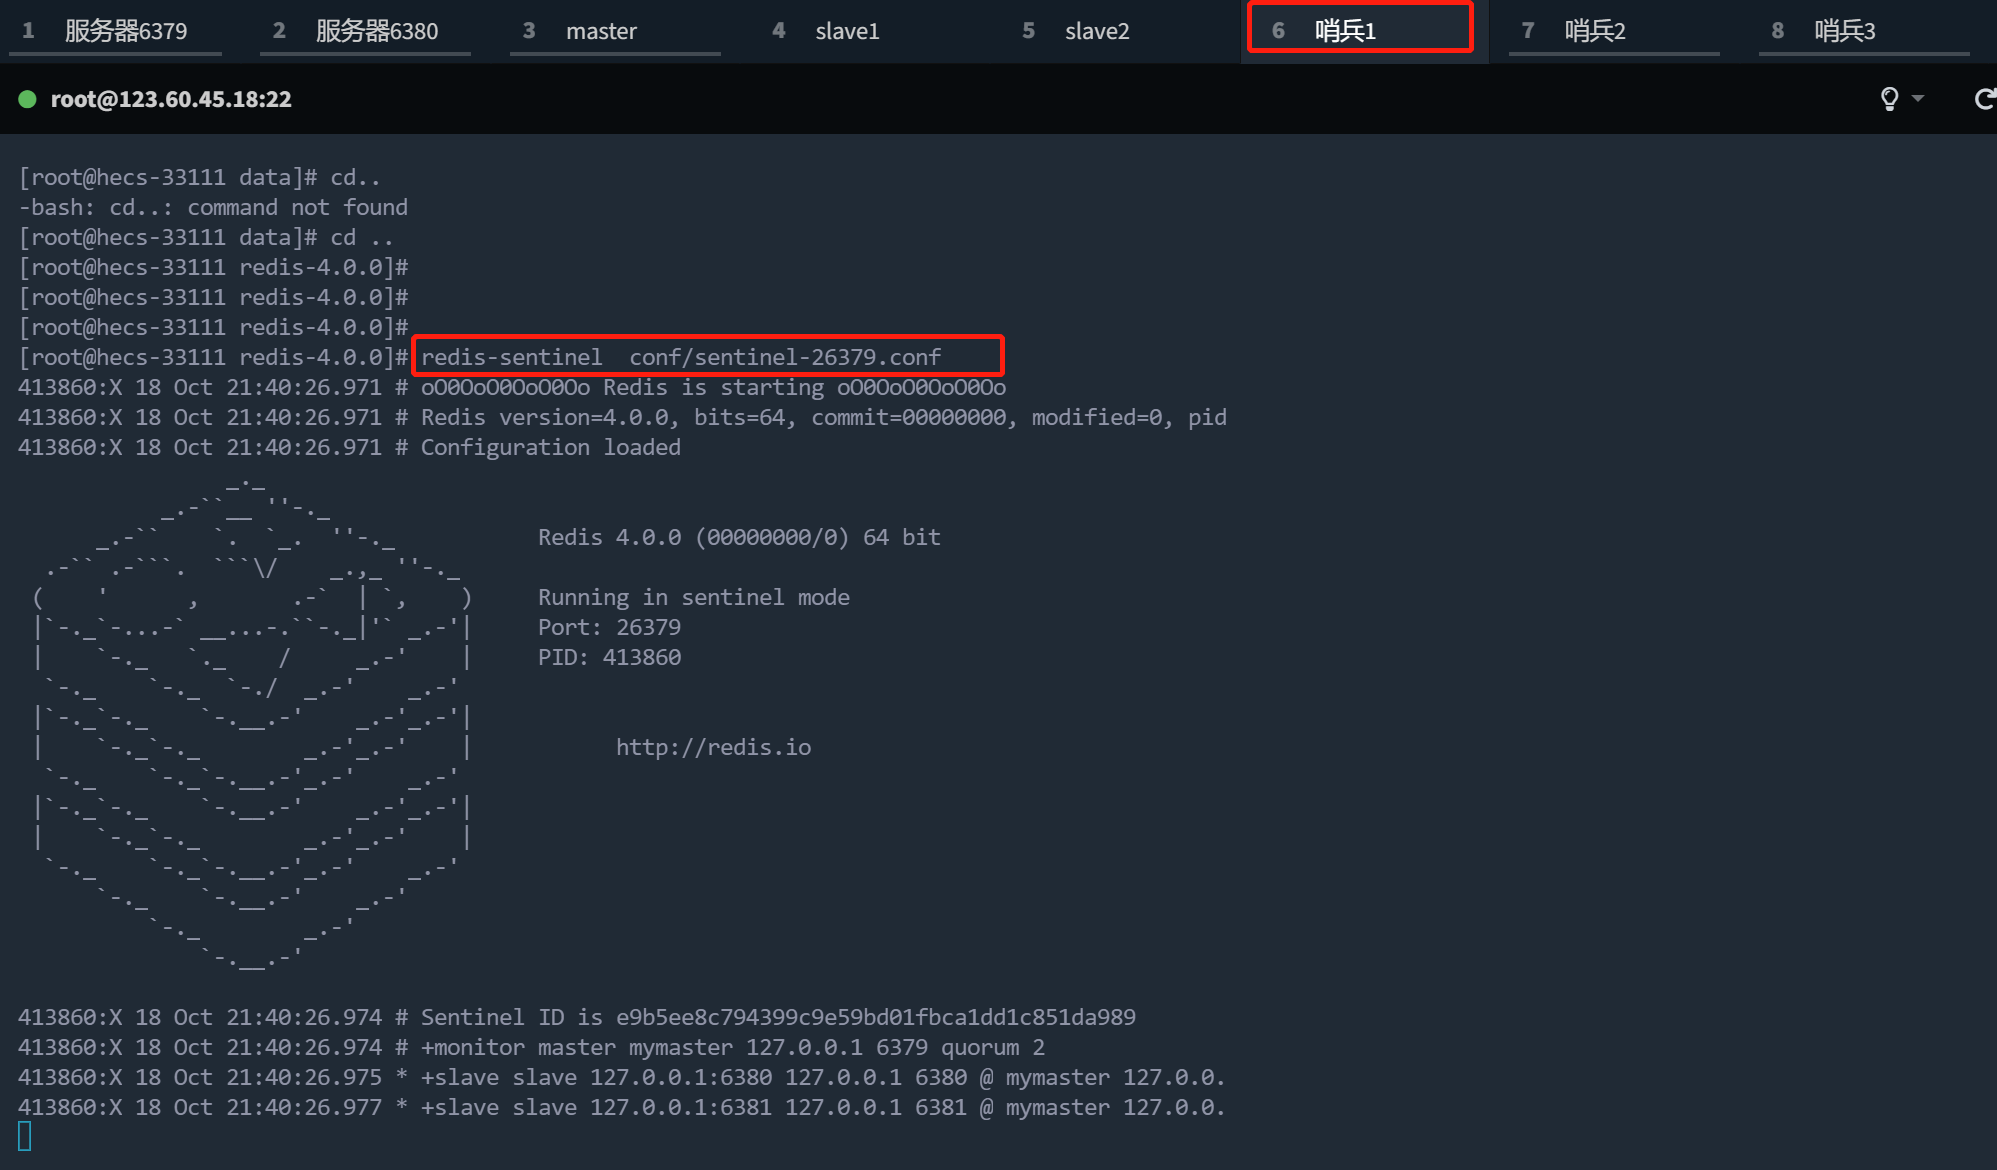 1 服务器6379 2 服务器6380 3 master 4 slave1 5 slave2 6 哨兵1 7 哨兵2 8 哨兵3
root@123.60.45.18:22
[root@hecs-33111 data]# cd..
-bash: cd..: command not found
[root@hecs-33111 data]# cd ..
[root@hecs-33111 redis-4.0.0]#
[root@hecs-33111 redis-4.0.0]#
[root@hecs-33111 redis-4.0.0]#
[root@hecs-33111 redis-4.0.0]# redis-sentinel  conf/sentinel-26379.conf
413860:X 18 Oct 21:40:26.971 # oO0OoO0OoO0Oo Redis is starting oO0OoO0OoO0Oo
413860:X 18 Oct 21:40:26.971 # Redis version=4.0.0, bits=64, commit=00000000, modified=0, pid
413860:X 18 Oct 21:40:26.971 # Configuration loaded
Redis 4.0.0 (00000000/0) 64 bit
Running in sentinel mode
Port: 26379
PID: 413860
http://redis.io
413860:X 18 Oct 21:40:26.974 # Sentinel ID is e9b5ee8c794399c9e59bd01fbca1dd1c851da989
413860:X 18 Oct 21:40:26.974 # +monitor master mymaster 127.0.0.1 6379 quorum 2
413860:X 18 Oct 21:40:26.975 * +slave slave 127.0.0.1:6380 127.0.0.1 6380 @ mymaster 127.0.0.
413860:X 18 Oct 21:40:26.977 * +slave slave 127.0.0.1:6381 127.0.0.1 6381 @ mymaster 127.0.0.